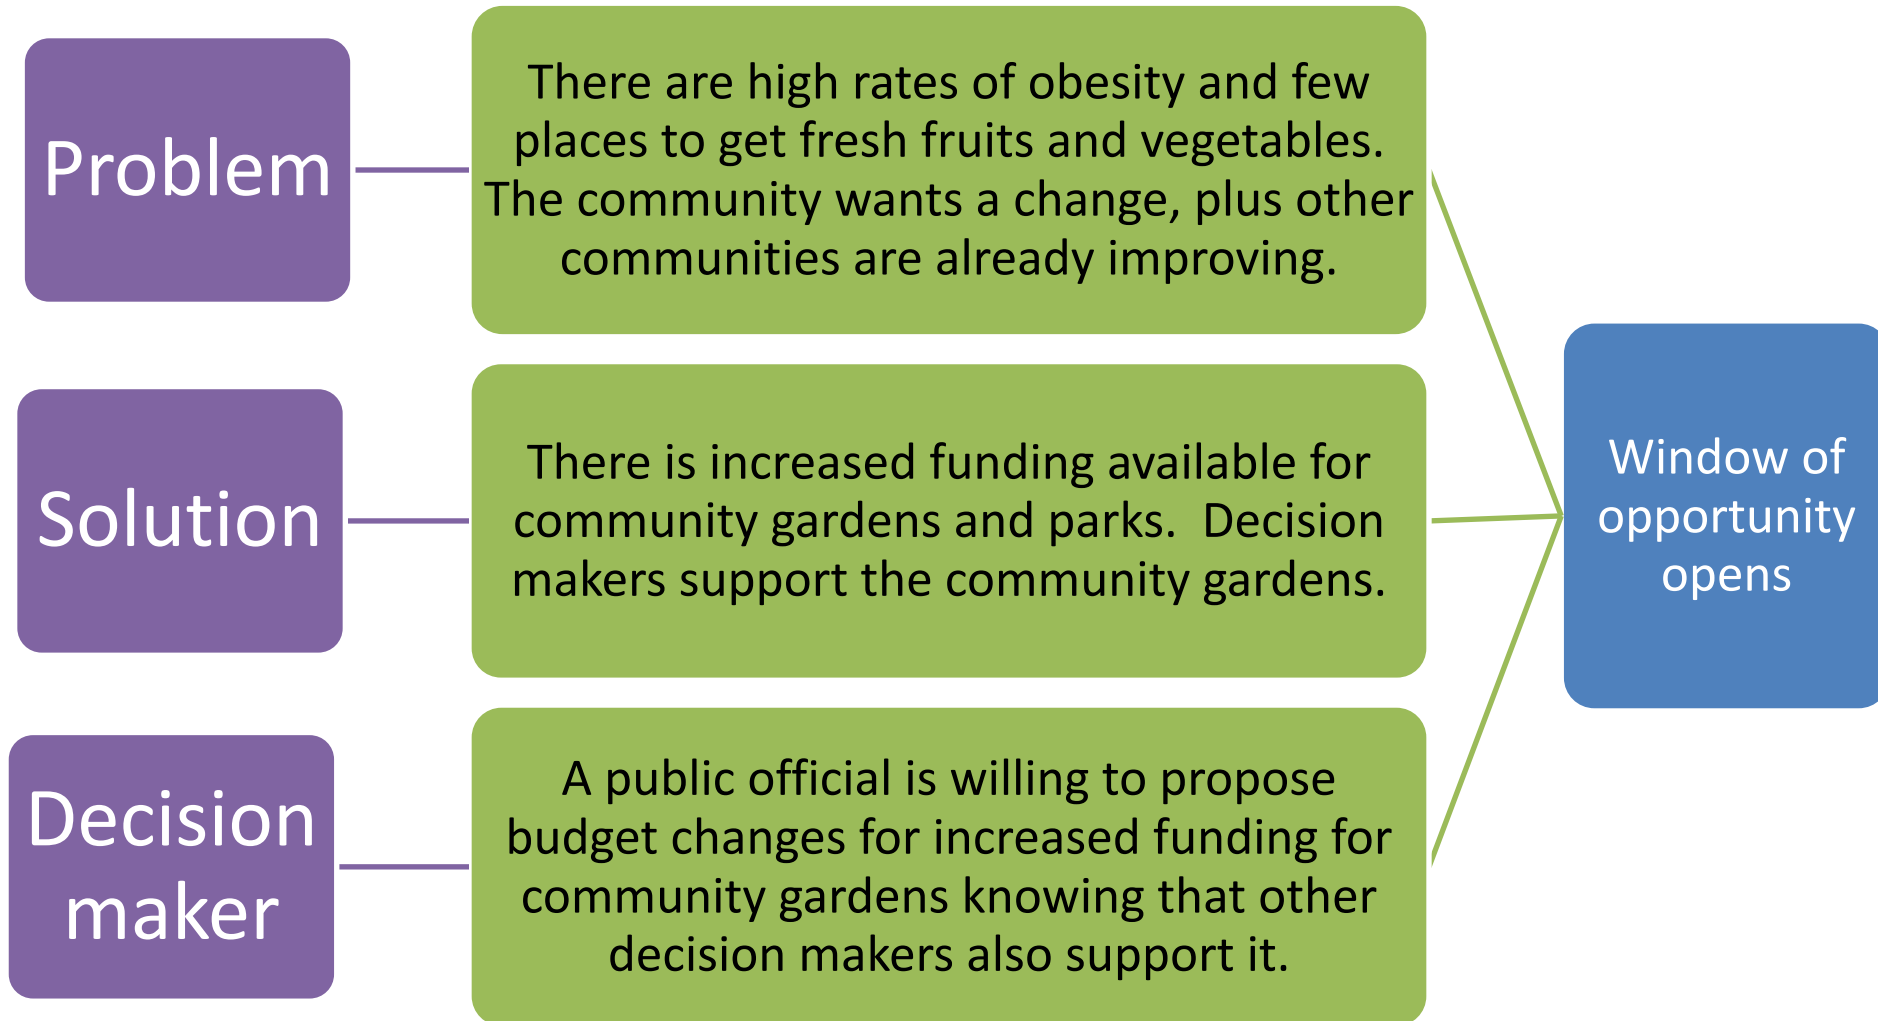 Problem
There are high rates of obesity and few
places to get fresh fruits and vegetables.
The community wants a change, plus other
communities are already improving.
Solution
There is increased funding available for
community gardens and parks.  Decision
makers support the community gardens.
Decision
maker
A public official is willing to propose
budget changes for increased funding for
community gardens knowing that other
decision makers also support it.
Window of
opportunity
opens